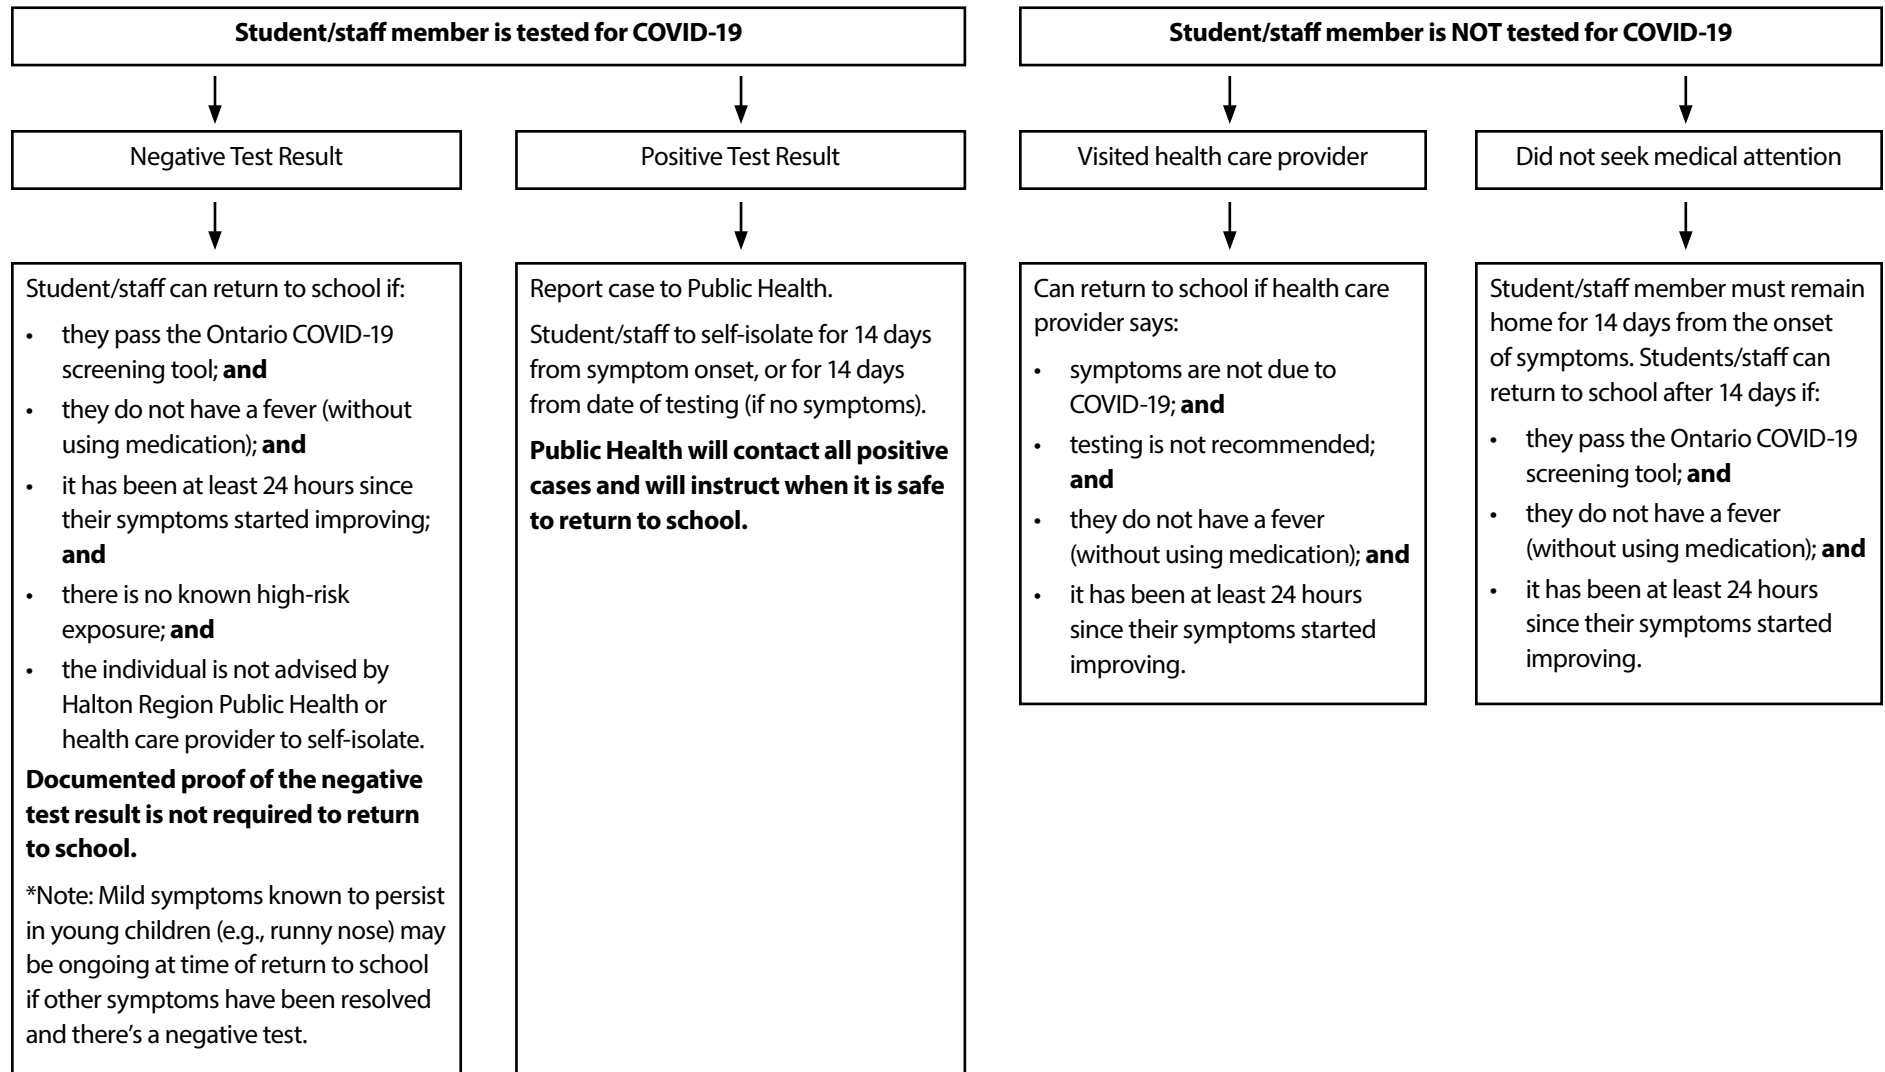 Student/staff member is tested for COVID-19
Negative Test Result
Student/staff can return to school if:
• they pass the Ontario COVID-19
screening tool; and
• they do not have a fever (without
using medication); and
• it has been at least 24 hours since
their symptoms started improving;
and
• there is no known high-risk
exposure; and
• the individual is not advised by
Halton Region Public Health or
health care provider to self-isolate.
Documented proof of the negative
test result is not required to return
to school.
*Note: Mild symptoms known to persist
in young children (e.g., runny nose) may
be ongoing at time of return to school
if other symptoms have been resolved
and there's a negative test.
Positive Test Result
Report case to Public Health.
Student/staff to self-isolate for 14 days
from symptom onset, or for 14 days
from date of testing (if no symptoms).
Public Health will contact all positive
cases and will instruct when it is safe
to return to school.
Student/staff member is NOT tested for COVID-19
Visited health care provider
Can return to school if health care
provider says:
• symptoms are not due to
COVID-19; and
• testing is not recommended;
and
• they do not have a fever
(without using medication); and
• it has been at least 24 hours
since their symptoms started
improving.
Did not seek medical attention
Student/staff member must remain
home for 14 days from the onset
of symptoms. Students/staff can
return to school after 14 days if:
• they pass the Ontario COVID-19
screening tool; and
• they do not have a fever
(without using medication); and
• it has been at least 24 hours
since their symptoms started
improving.